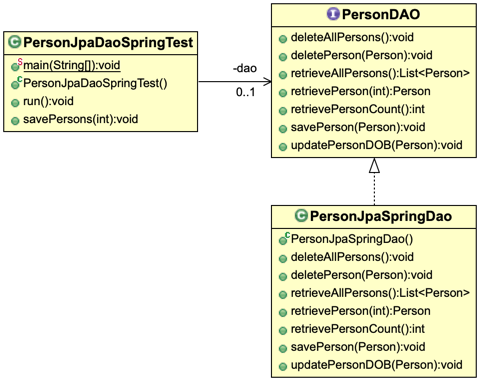 PersonJpaDaoSpringTest
main(String[]):void
PersonJpaDaoSpringTest()
run():void
savePersons(int):void
-dao
0..1
PersonDAO
deleteAllPersons():void
deletePerson(Person):void
retrieveAllPersons():List<Person>
retrievePerson(int):Person
retrievePersonCount():int
savePerson(Person):void
updatePersonDOB(Person):void
PersonJpaSpringDao
PersonJpaSpringDao()
deleteAllPersons():void
deletePerson(Person):void
retrieveAllPersons():List<Person>
retrievePerson(int):Person
retrievePersonCount():int
savePerson(Person):void
updatePersonDOB(Person):void